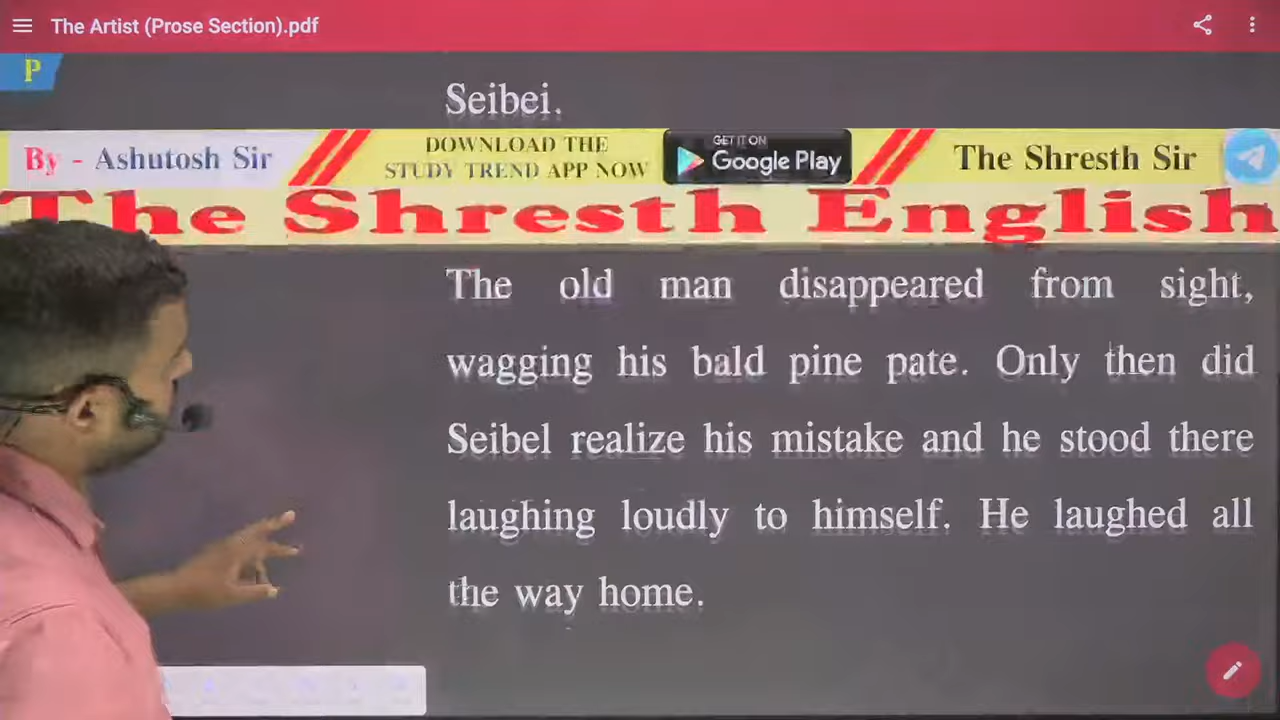 The Artist (Prose Section).pdf
P
Seibei.
By - Ashutosh Sir
DOWNLOAD THE
STUDY TREND APP NOW
GET IT ON
Google Play
The Shresth Sir
The Shresth English
The old man disappeared from sight,
wagging his bald pine pate. Only then did
Seibel realize his mistake and he stood there
laughing loudly to himself. He laughed all
the way home.